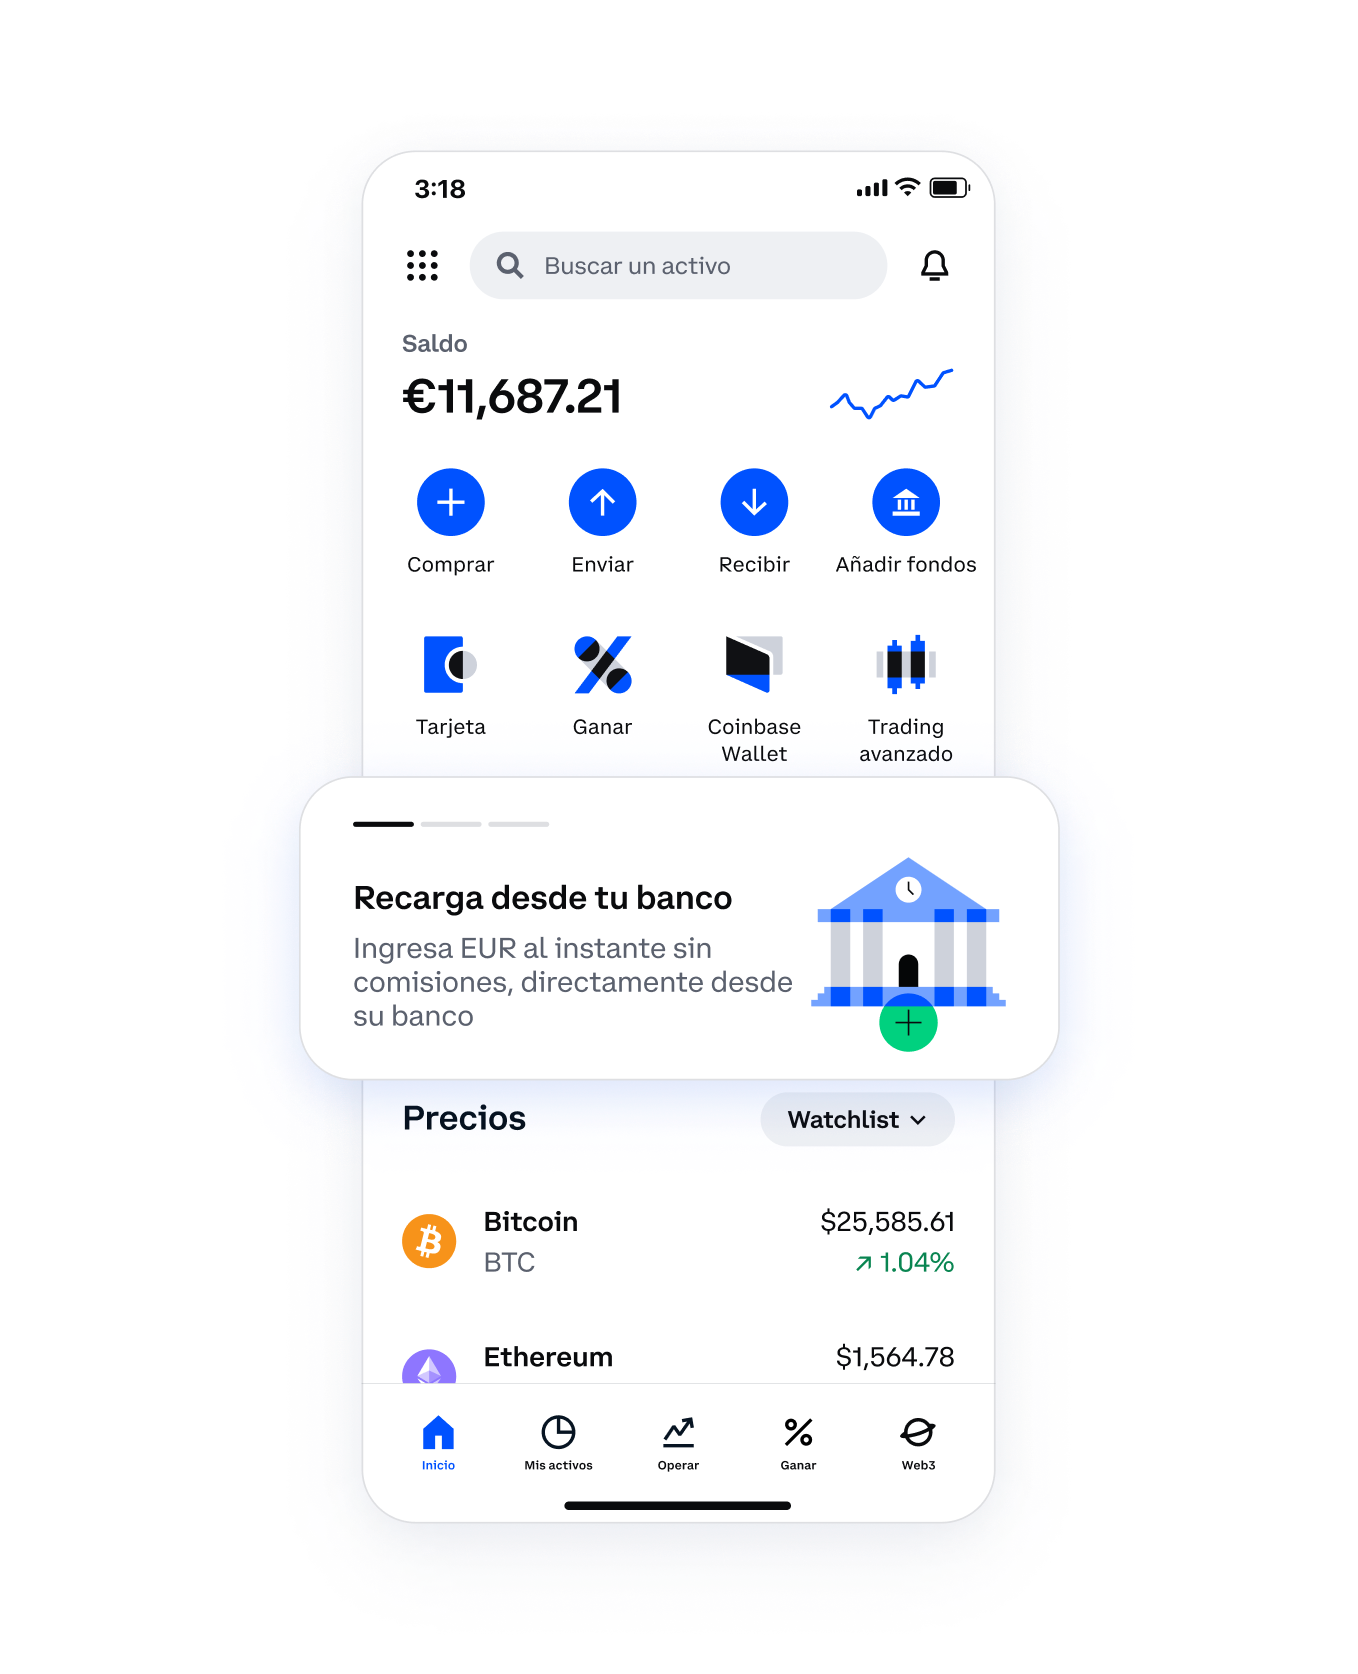 3:18
Buscar un activo
Saldo
€11,687.21
Comprar
Enviar
Recibir
Añadir fondos
Tarjeta
Ganar
Coinbase
Wallet
Trading
avanzado
Recarga desde tu banco
Ingresa EUR al instante sin
comisiones, directamente desde
su banco
Precios
Watchlist
Bitcoin
$25,585.61
BTC
1.04%
Ethereum
$1,564.78
Inicio
Mis activos
Operar
Ganar
Web3